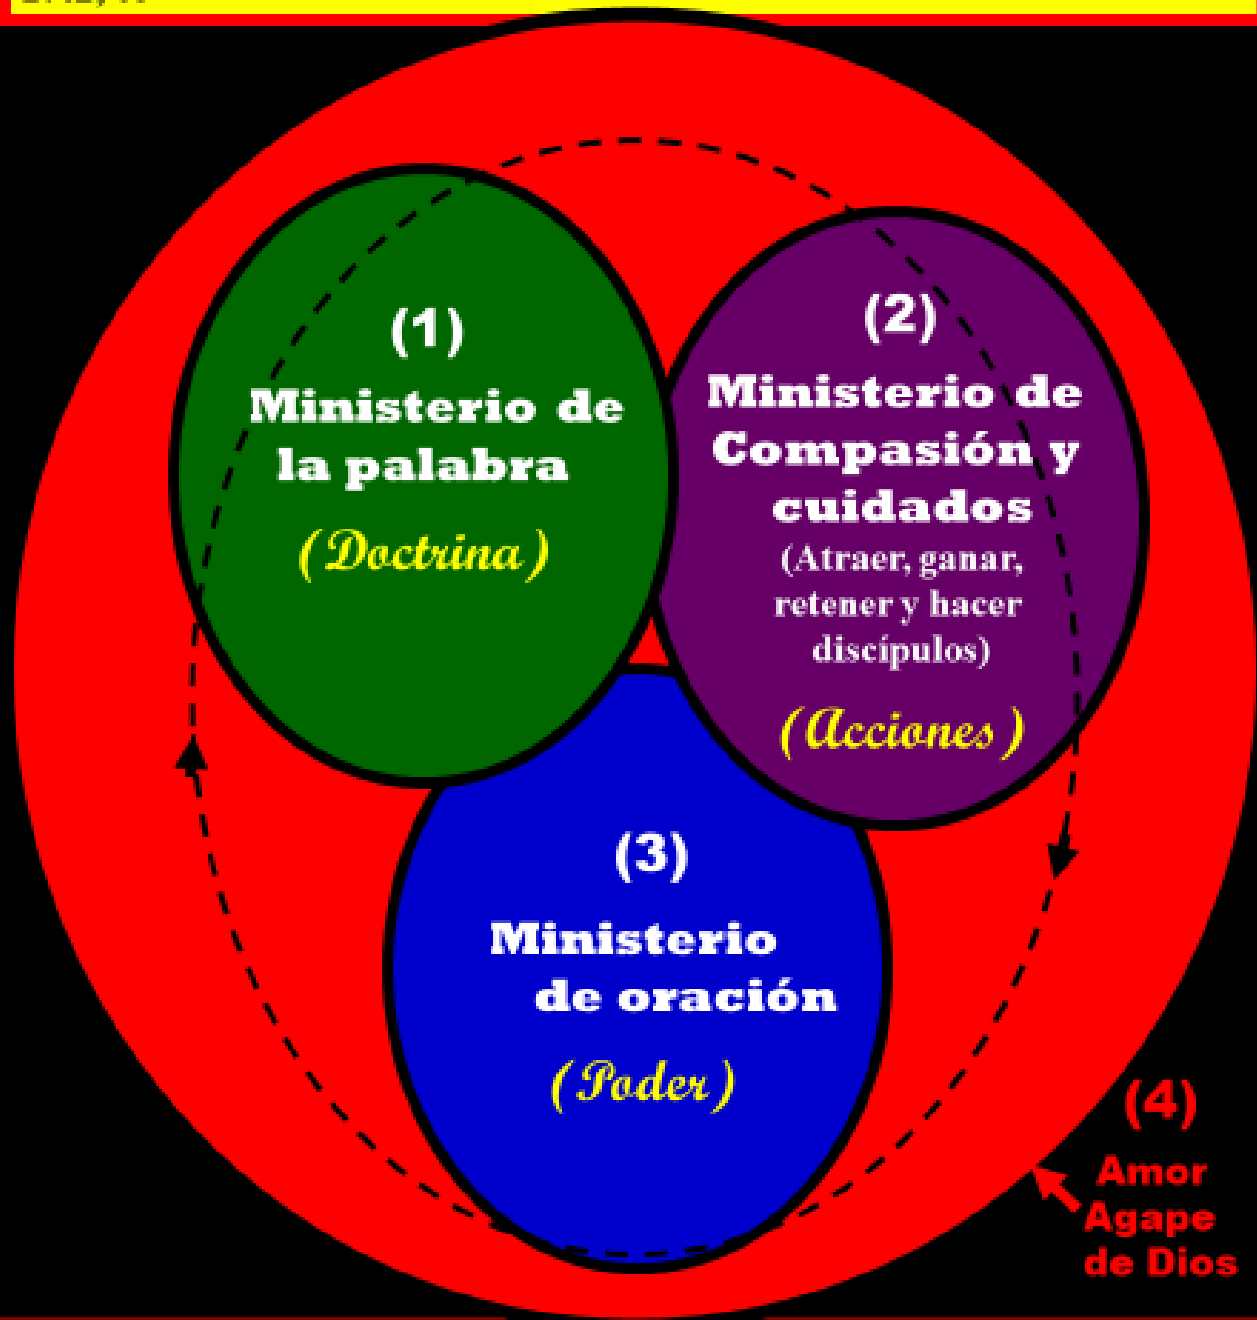 (1)
Ministerio de
la palabra
(Doctrina)
(2)
Ministerio de
Compasión y
cuidados
(Atraer, ganar,
retener y hacer
discípulos)
(Acciones)
(3)
Ministerio
de oración
(Poder)
(4)
Amor
Agape
de Dios